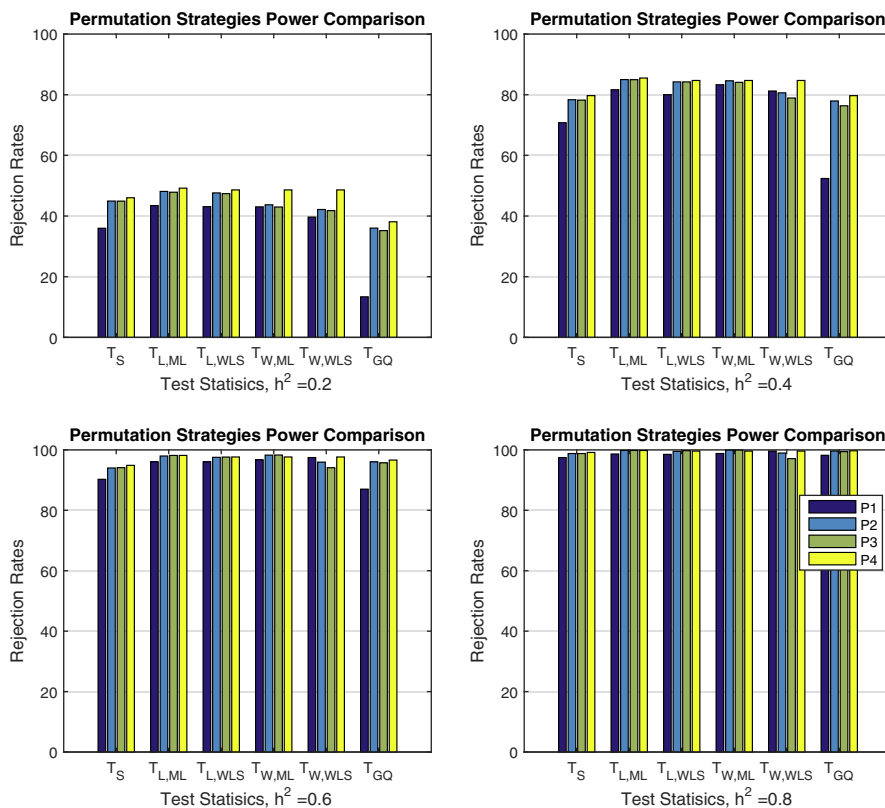 Permutation Strategies Power Comparison
100
80
60
40
20
0
Rejection Rates
T_S T_L,ML T_L,WLS T_W,ML T_W,WLS T_GQ
Test Statisics, h² =0.2
Permutation Strategies Power Comparison
100
80
60
40
20
0
Rejection Rates
T_S T_L,ML T_L,WLS T_W,ML T_W,WLS T_GQ
Test Statisics, h² =0.4
Permutation Strategies Power Comparison
100
80
60
40
20
0
Rejection Rates
T_S T_L,ML T_L,WLS T_W,ML T_W,WLS T_GQ
Test Statisics, h² =0.6
Permutation Strategies Power Comparison
100
80
60
40
20
0
Rejection Rates
P1
P2
P3
P4
T_S T_L,ML T_L,WLS T_W,ML T_W,WLS T_GQ
Test Statisics, h² =0.8